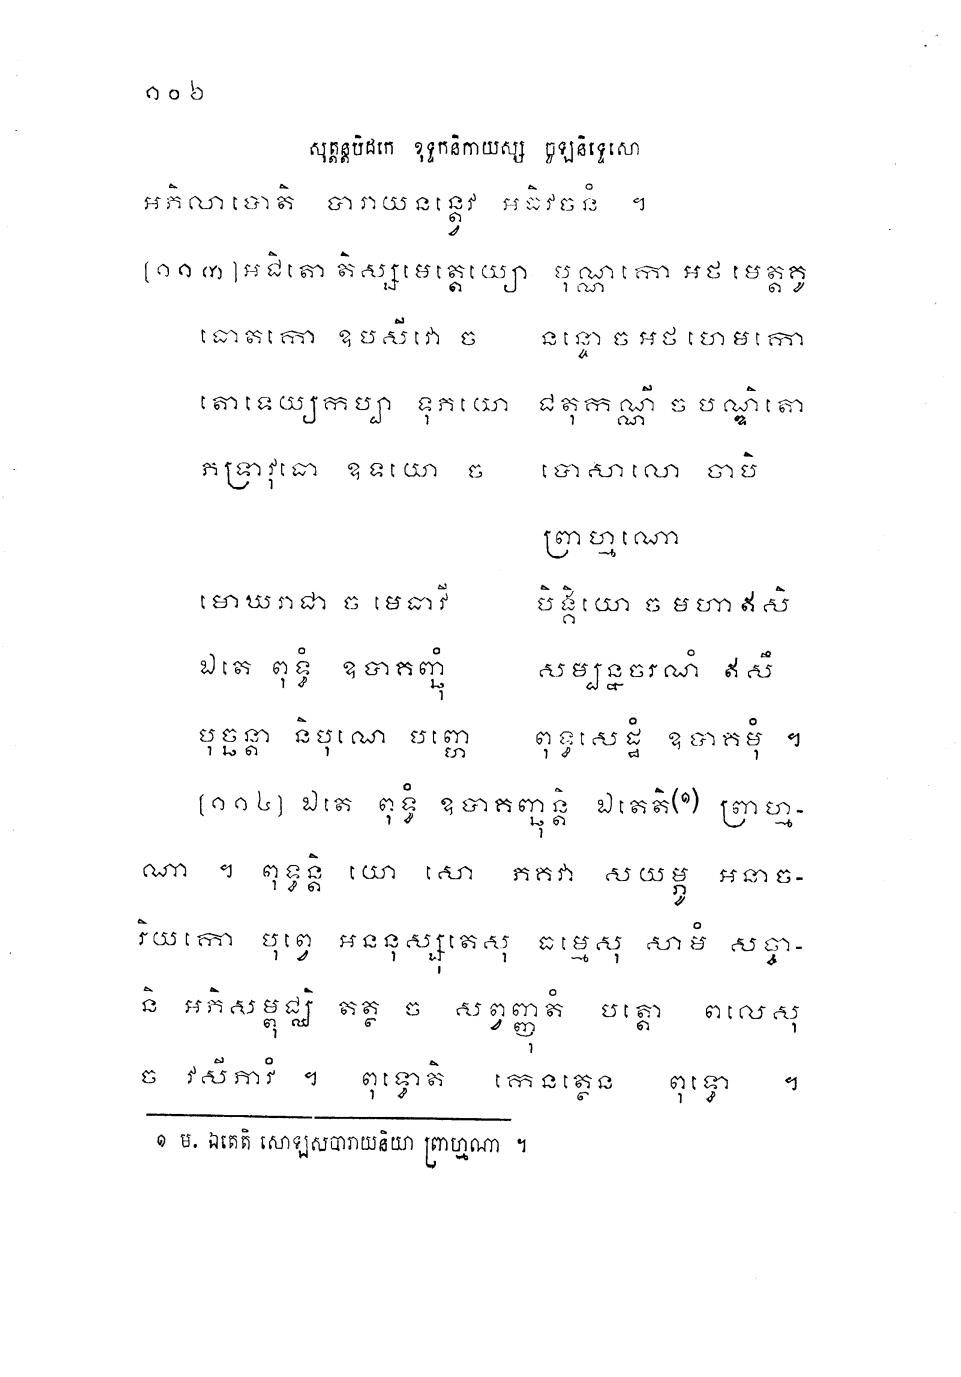 ១០៦
សុត្តន្តបិដកេ ខុទ្ទកនិកាយស្ស ចូឡនិទ្ទេសោ
អភិលាបោតិ បារាយនន្ត្វេវ អធិវចនំ ។
[១១៣] អជិតោ តិស្សមេត្តេយ្យោ បុណ្ណកោ អថ មេត្តគូ
ធោតកោ ឧបសីវោ ច នន្ទោ ច អថ ហេមកោ
តោទេយ្យកប្បា ទុភយោ ជតុកណ្ណី ច បណ្ឌិតោ
ភទ្រាវុធោ ឧទយោ ច បោសាលោ ចាបិ
ព្រាហ្មណោ
មោឃរាជា ច មេធាវី បិង្គិយោ ច មហាឥសិ
ឯតេ ពុទ្ធំ ឧបាគញ្ឆុំ សម្បន្នចរណំ ឥសឹ
បុច្ឆន្តា និបុណេ បញ្ហេ ពុទ្ធសេដ្ឋំ ឧបាគមុំ ។
[១១៤] ឯតេ ពុទ្ធំ ឧបាគញ្ឆុន្តិ ឯតេតិ(១) ព្រាហ្ម-
ណា ។ ពុទ្ធន្តិ យោ សោ ភគវា សយម្ភូ អនាច-
រិយកោ បុព្វេ អននុស្សុតេសុ ធម្មេសុ សាមំ សច្ចា-
និ អភិសម្ពុជ្ឈិ តត្ថ ច សព្វញ្ញុតំ បត្តោ ពលេសុ
ច វសីភាវំ ។ ពុទ្ធោតិ កេនត្ថេន ពុទ្ធោ ។
១ ម. ឯតេតិ សោឡសបារាយនិយា ព្រាហ្មណា ។